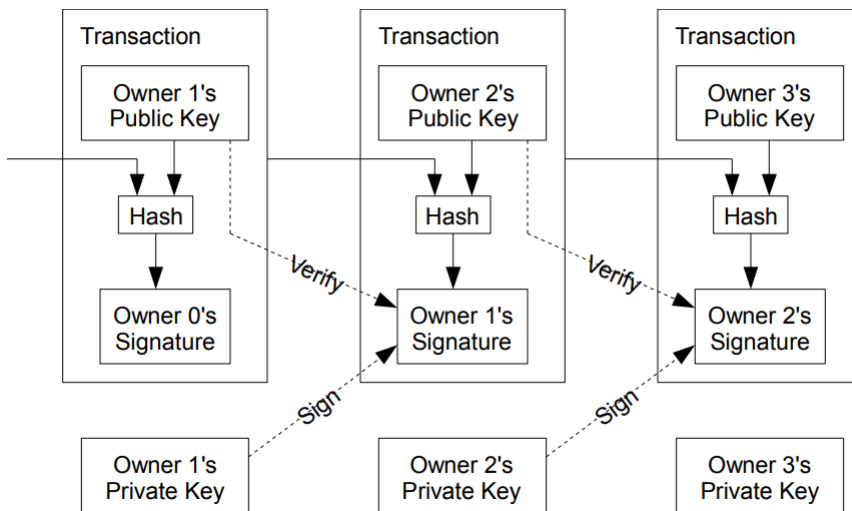 Transaction
Owner 1's
Public Key
Hash
Verify
Owner 0's
Signature
Sign
Owner 1's
Private Key
Transaction
Owner 2's
Public Key
Hash
Verify
Owner 1's
Signature
Sign
Owner 2's
Private Key
Transaction
Owner 3's
Public Key
Hash
Owner 2's
Signature
Owner 3's
Private Key